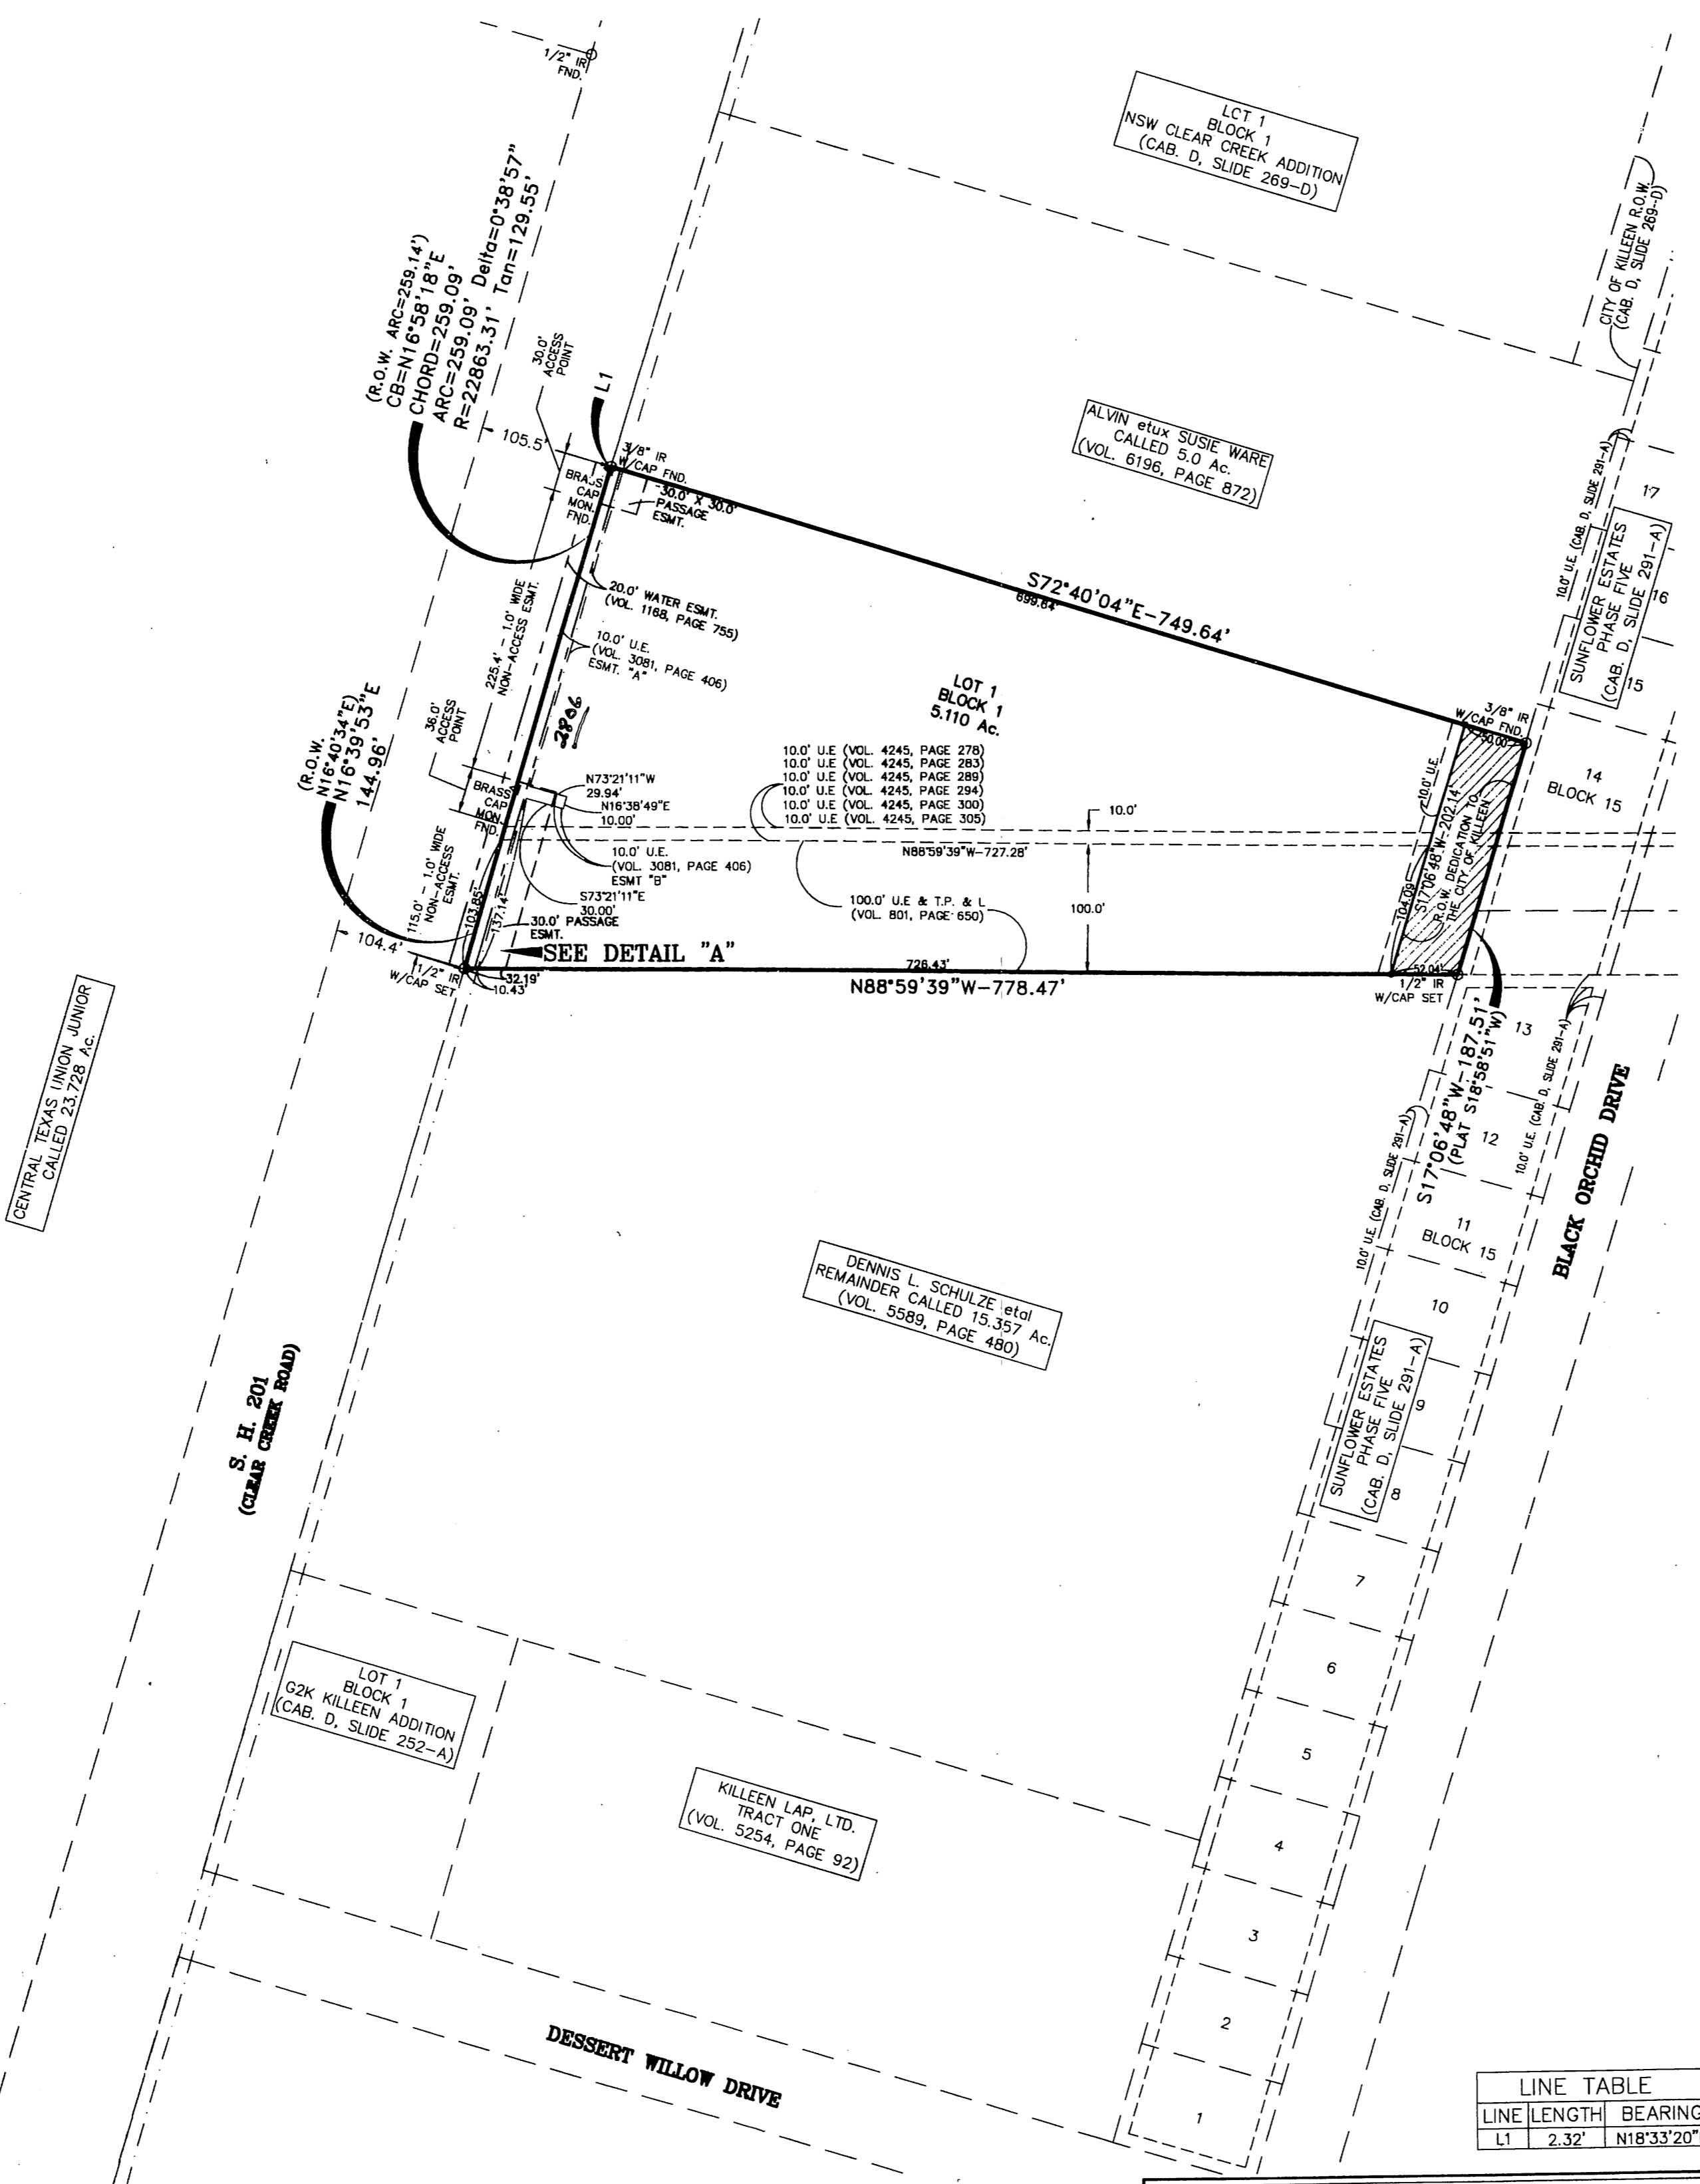 1/2" IR
FND.
LCT 1
BLOCK 1
NSW CLEAR CREEK ADDITION
(CAB. D, SLIDE 269-D)
CITY OF KILLEEN R.O.W.
(CAB. D, SLIDE 269-D)
(R.O.W. ARC=259.14')
CB=N16°58'18"E
CHORD=259.09'
ARC=259.09' Delta=0°38'57"
R=22863.31' Tan=129.55'
30.0'
ACCESS
POINT
L1
105.5'
3/8" IR
W/CAP FND.
BRASS
CAP
MON.
FND.
30.0' X 30.0'
PASSAGE
ESMT.
ALVIN etux SUSIE WARE
CALLED 5.0 Ac.
(VOL. 6196, PAGE 872)
10.0' U.E. (CAB. D, SLIDE 291-A)
17
16
15
SUNFLOWER ESTATES
PHASE FIVE
(CAB. D, SLIDE 291-A)
S72°40'04"E-749.64'
699.64'
20.0' WATER ESMT.
(VOL. 1168, PAGE 755)
10.0' U.E.
(VOL. 3081, PAGE 406)
ESMT. "A"
225.4' - 1.0' WIDE
NON-ACCESS ESMT.
2806
LOT 1
BLOCK 1
5.110 Ac.
3/8" IR
W/CAP FND.
50.00'
14
BLOCK 15
(R.O.W.
N16°40'34"E)
N16°39'53"E
144.96'
36.0'
ACCESS
POINT
BRASS
CAP
MON.
FND.
N73°21'11"W
29.94'
N16°38'49"E
10.00'
10.0' U.E (VOL. 4245, PAGE 278)
10.0' U.E (VOL. 4245, PAGE 283)
10.0' U.E (VOL. 4245, PAGE 289)
10.0' U.E (VOL. 4245, PAGE 294)
10.0' U.E (VOL. 4245, PAGE 300)
10.0' U.E (VOL. 4245, PAGE 305)
10.0'
10.0' U.E.
S17°06'48"W-202.14'
104.09'
R.O.W. DEDICATION TO
THE CITY OF KILLEEN
N88°59'39"W-727.28'
10.0' U.E.
(VOL. 3081, PAGE 406)
ESMT "B"
S73°21'11"E
30.00'
30.0' PASSAGE
ESMT.
100.0' U.E & T.P. & L
(VOL. 801, PAGE 650)
100.0'
115.0' - 1.0' WIDE
NON-ACCESS
ESMT.
103.85'
137.14'
104.4'
SEE DETAIL "A"
1/2" IR
W/CAP SET
32.19'
10.43'
726.43'
N88°59'39"W-778.47'
52.04'
1/2" IR
W/CAP SET
S17°06'48"W-187.51'
(PLAT S18°58'51"W)
13
12
11
BLOCK 15
10
9
8
7
6
5
4
3
2
1
10.0' U.E. (CAB. D, SLIDE 291-A)
10.0' U.E. (CAB. D, SLIDE 291-A)
BLACK ORCHID DRIVE
CENTRAL TEXAS UNION JUNIOR
CALLED 23.728 Ac.
DENNIS L. SCHULZE etal
REMAINDER CALLED 15.357 Ac.
(VOL. 5589, PAGE 480)
SUNFLOWER ESTATES
PHASE FIVE
(CAB. D, SLIDE 291-A)
S. H. 201
(CLEAR CREEK ROAD)
LOT 1
BLOCK 1
G2K KILLEEN ADDITION
(CAB. D, SLIDE 252-A)
KILLEEN LAP, LTD.
TRACT ONE
(VOL. 5254, PAGE 92)
DESSERT WILLOW DRIVE
LINE TABLE
LINE LENGTH BEARING
L1 2.32' N18°33'20"